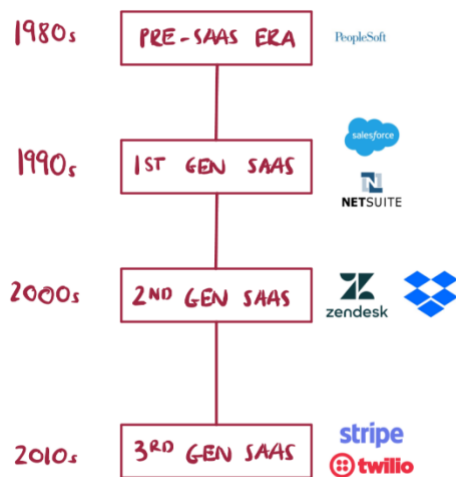 1980s PRE-SAAS ERA PeopleSoft
salesforce
1990s 1ST GEN SAAS
NETSUITE
2000s 2ND GEN SAAS zendesk
stripe
2010s 3RD GEN SAAS twilio